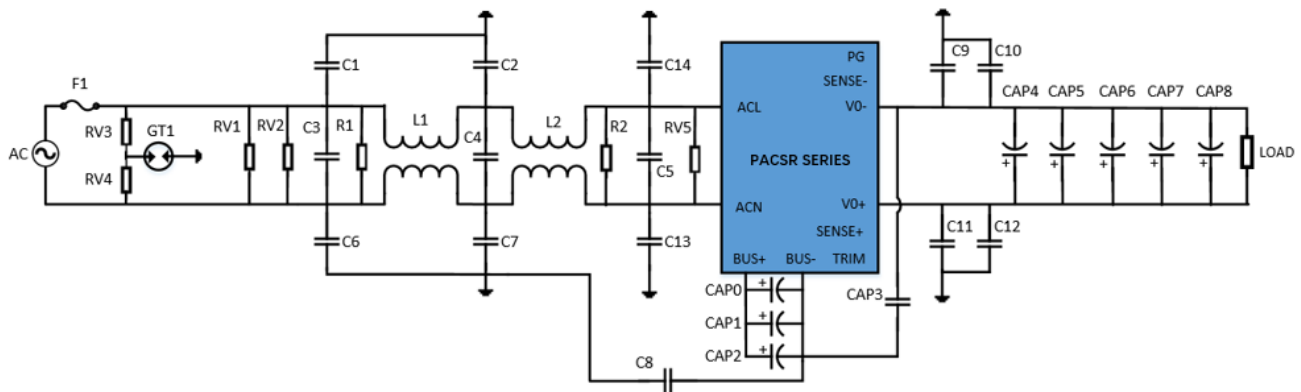 PG
C9
C10
C1
C2
C14
SENSE-
F1
CAP4
CAP5
CAP6
CAP7
CAP8
ACL
V0-
RV3
GT1
RV1
RV2
C3
R1
L1
C4
L2
R2
RV5
AC
PACSR SERIES
LOAD
RV4
C5
ACN
V0+
C6
C7
C13
SENSE+
C11
C12
BUS+
BUS-
TRIM
CAP0
+
CAP3
CAP1
+
CAP2
+
C8
+
+
+
+
+